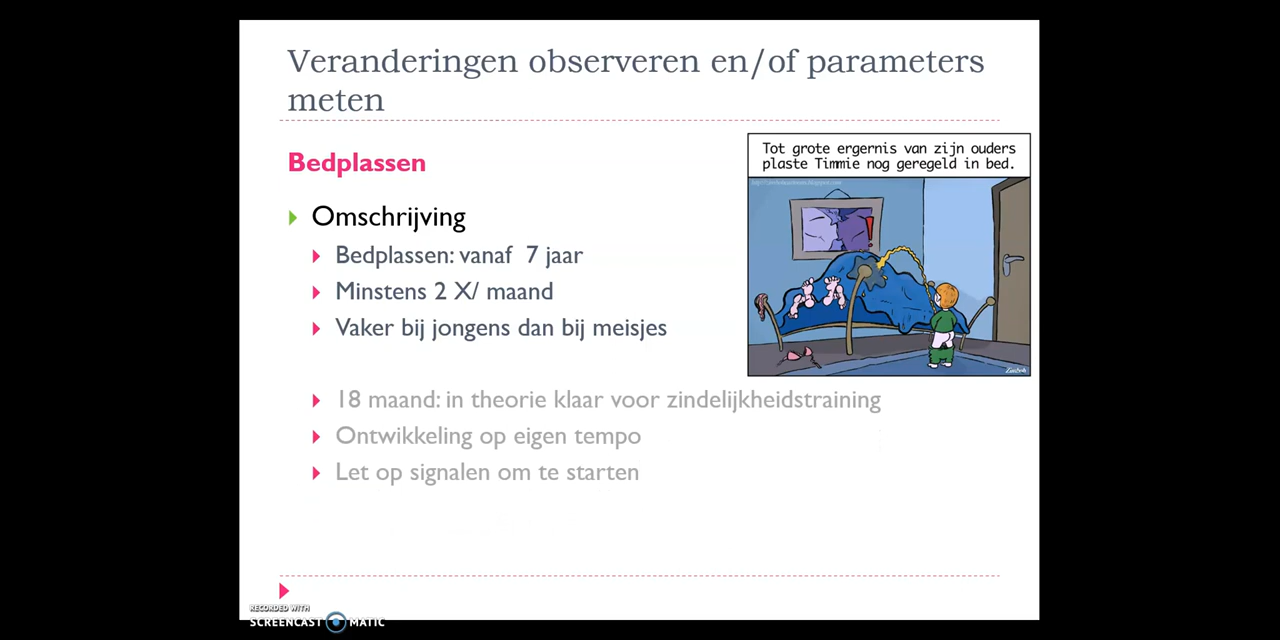 Veranderingen observeren en/of parameters
meten
Bedplassen
Tot grote ergernis van zijn ouders
plaste Timmie nog geregeld in bed.
Omschrijving
Bedplassen: vanaf 7 jaar
Minstens 2 X/ maand
Vaker bij jongens dan bij meisjes
18 maand: in theorie klaar voor zindelijkheidstraining
Ontwikkeling op eigen tempo
Let op signalen om te starten
RECORDED WITH
SCREENCAST MATIC